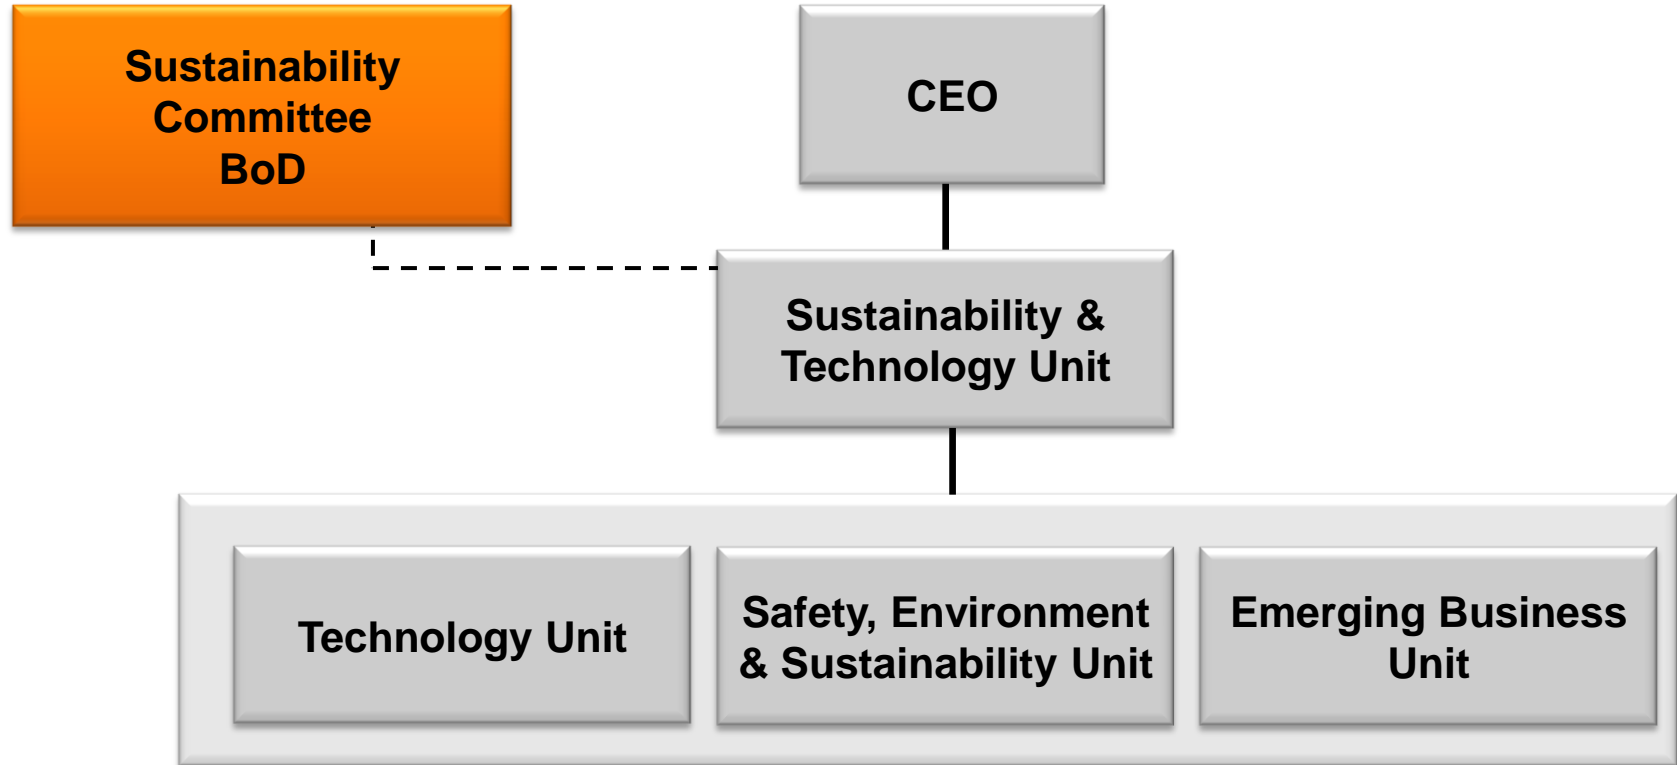 Sustainability
Committee
BoD
CEO
Sustainability &
Technology Unit
Technology Unit
Safety, Environment
& Sustainability Unit
Emerging Business
Unit